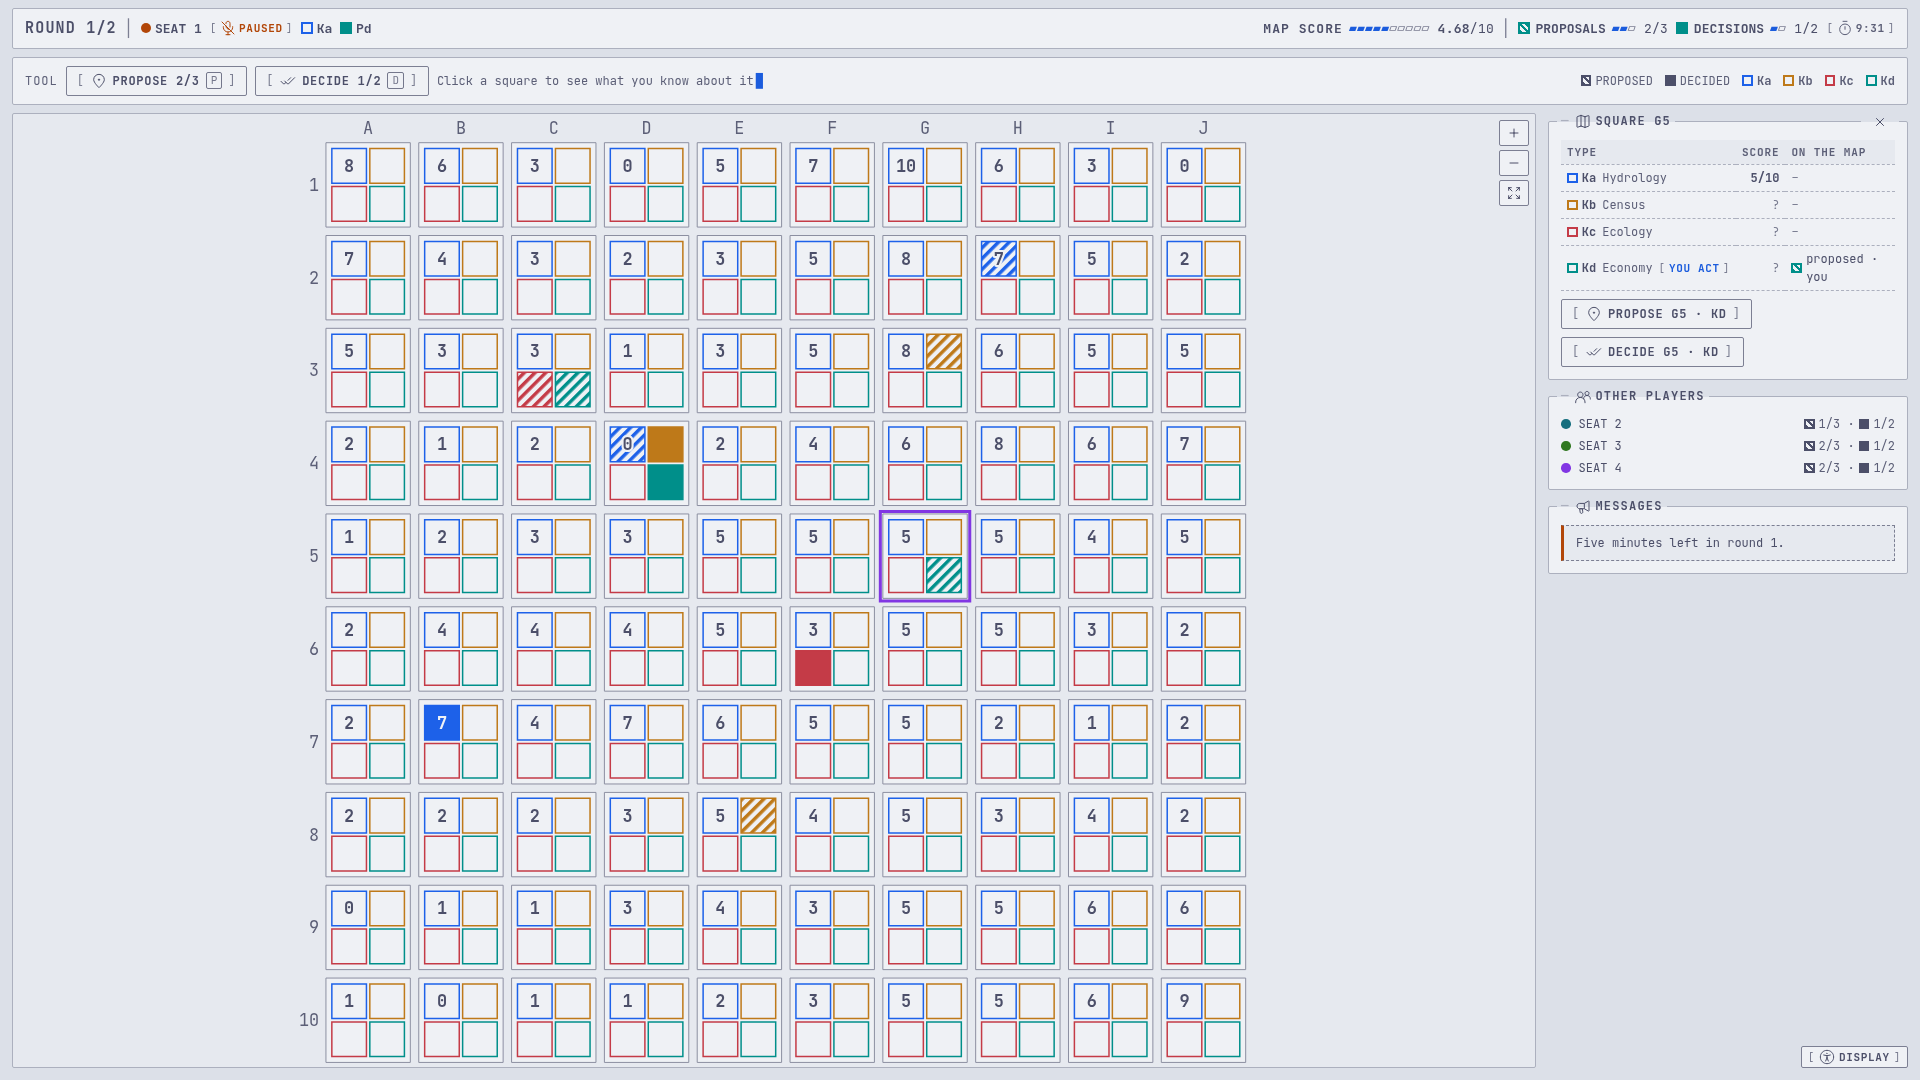 ROUND 1/2 SEAT 1 [ PAUSED ] Ka Pd MAP SCORE 4.68/10 PROPOSALS 2/3 DECISIONS 1/2 [ 9:31 ]
TOOL [ PROPOSE 2/3 P ] [ DECIDE 1/2 D ] Click a square to see what you know about it PROPOSED DECIDED Ka Kb Kc Kd
A B C D E F G H I J
1 8 6 3 0 5 7 10 6 3 0
2 7 4 3 2 3 5 8 7 5 2
3 5 3 3 1 3 5 8 6 5 5
4 2 1 2 0 2 4 6 8 6 7
5 1 2 3 3 5 5 5 5 4 5
6 2 4 4 4 5 3 5 5 3 2
7 2 7 4 7 6 5 5 2 1 2
8 2 2 2 3 5 4 5 3 4 2
9 0 1 1 3 4 3 5 5 6 6
10 1 0 1 1 2 3 5 5 6 9
SQUARE G5
TYPE SCORE ON THE MAP
Ka Hydrology 5/10 –
Kb Census ? –
Kc Ecology ? –
Kd Economy [ YOU ACT ] ? proposed ·
you
[ PROPOSE G5 · KD ]
[ DECIDE G5 · KD ]
OTHER PLAYERS
SEAT 2 1/3 · 1/2
SEAT 3 2/3 · 1/2
SEAT 4 2/3 · 1/2
MESSAGES
Five minutes left in round 1.
[ DISPLAY ]